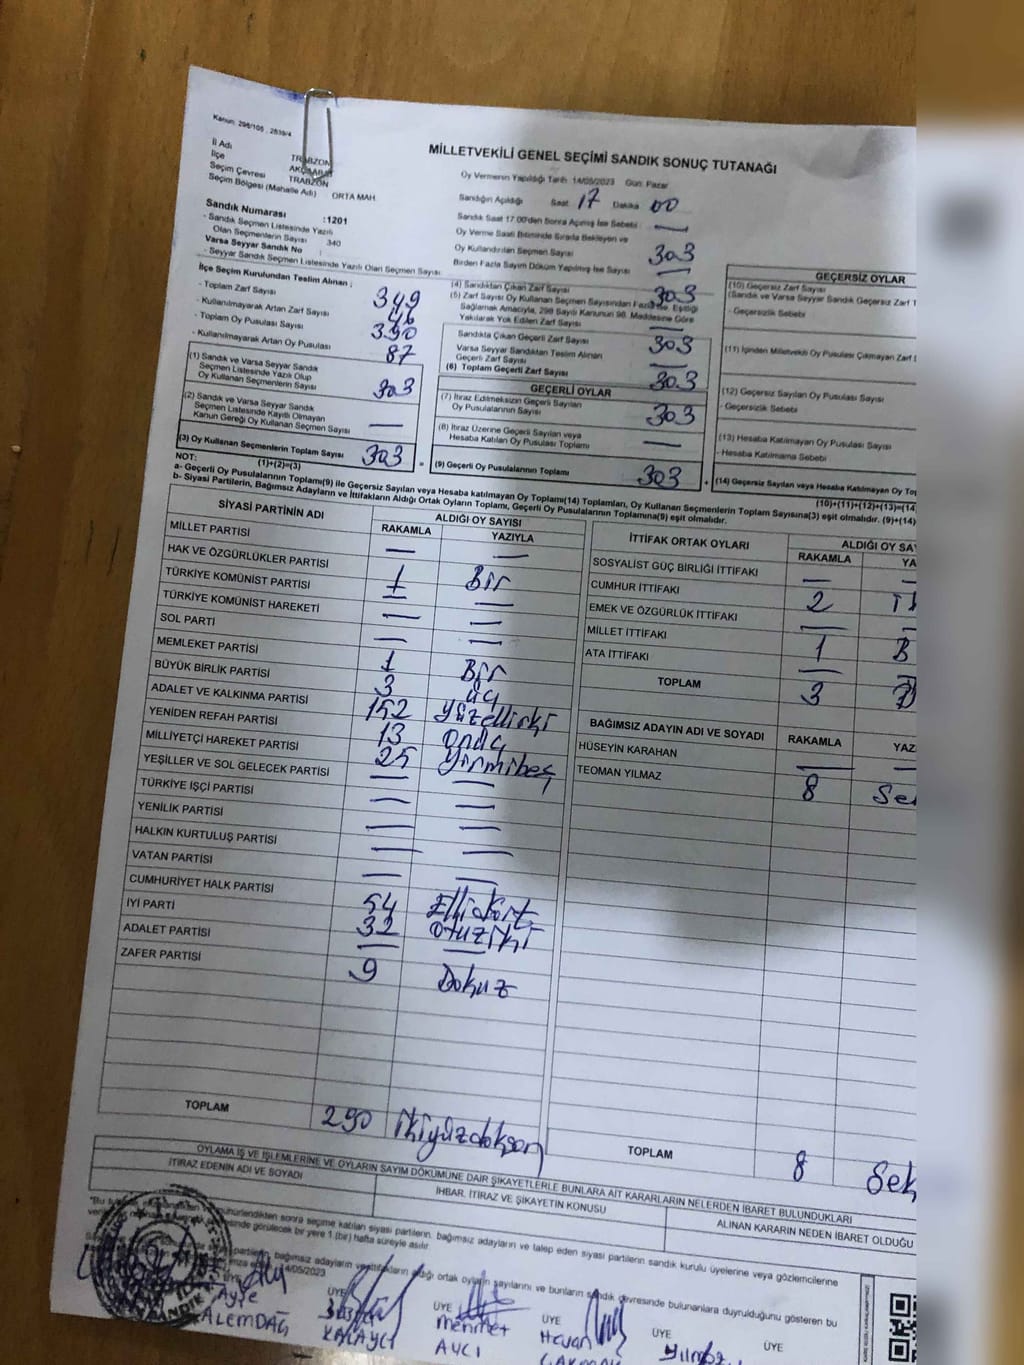 Kanun: 298/105 , 2839/4
MİLLETVEKİLİ GENEL SEÇİMİ SANDIK SONUÇ TUTANAĞI
İl Adı TRABZON
İlçe
Seçim Çevresi TRABZON
Seçim Bölgesi (Mahalle Adı) ORTA MAH.
Sandık Numarası :1201
- Sandık Seçmen Listesinde Yazılı
Olan Seçmenlerin Sayısı 340
Varsa Seyyar Sandık No :
- Seyyar Sandık Seçmen Listesinde Yazılı Olan Seçmen Sayısı
Oy Vermenin Yapıldığı Tarih 14/05/2023 Gün: Pazar
Sandığın Açıldığı Saat 17 Dakika 00
Sandık Saat 17.00'den Sonra Açılmış İse Sebebi —
Oy Verme Saati Bitiminde Sırada Bekleyen ve
Oy Kullandırılan Seçmen Sayısı 303
Birden Fazla Sayım Döküm Yapılmış İse Sayısı —
İlçe Seçim Kurulundan Teslim Alınan ;
- Toplam Zarf Sayısı 349
- Kullanılmayarak Artan Zarf Sayısı 46
- Toplam Oy Pusulası Sayısı 390
- Kullanılmayarak Artan Oy Pusulası 87
(1) Sandık ve Varsa Seyyar Sandık
Seçmen Listesinde Yazılı Olup
Oy Kullanan Seçmenlerin Sayısı 303
(2) Sandık ve Varsa Seyyar Sandık
Seçmen Listesinde Kayıtlı Olmayan
Kanun Gereği Oy Kullanan Seçmen Sayısı —
(3) Oy Kullanan Seçmenlerin Toplam Sayısı 303
(1)+(2)=(3)
(4) Sandıktan Çıkan Zarf Sayısı 303
(5) Zarf Sayısı Oy Kullanan Seçmen Sayısından Fazla İse, Eşitliği
Sağlamak Amacıyla, 298 Sayılı Kanunun 98. Maddesine Göre
Yakılarak Yok Edilen Zarf Sayısı —
Sandıkta Çıkan Geçerli Zarf Sayısı 303
Varsa Seyyar Sandıktan Teslim Alınan
Geçerli Zarf Sayısı —
(6) Toplam Geçerli Zarf Sayısı 303
GEÇERLİ OYLAR
(7) İtiraz Edilmeksizin Geçerli Sayılan
Oy Pusulalarının Sayısı 303
(8) İtiraz Üzerine Geçerli Sayılan veya
Hesaba Katılan Oy Pusulası Toplamı —
(9) Geçerli Oy Pusulalarının Toplamı 303
GEÇERSİZ OYLAR
(10) Geçersiz Zarf Sayısı
(Sandık ve Varsa Seyyar Sandık Geçersiz Zarf T
- Geçersizlik Sebebi
(11) İçinden Milletvekili Oy Pusulası Çıkmayan Zarf
(12) Geçersiz Sayılan Oy Pusulası Sayısı
- Geçersizlik Sebebi
(13) Hesaba Katılmayan Oy Pusulası Sayısı
- Hesaba Katılmama Sebebi
(14) Geçersiz Sayılan veya Hesaba Katılmayan Oy
(10)+(11)+(12)+(13)=(14
NOT:
a- Geçerli Oy Pusulalarının Toplamı(9) ile Geçersiz Sayılan veya Hesaba katılmayan Oy Toplamı(14) Toplamları, Oy Kullanan Seçmenlerin Toplam Sayısına(3) eşit olmalıdır. (9)+(14)
b- Siyasi Partilerin, Bağımsız Adayların ve İttifakların Aldığı Ortak Oyların Toplamı, Geçerli Oy Pusulalarının Toplamına(9) eşit olmalıdır.
SİYASİ PARTİNİN ADI ALDIĞI OY SAYISI
RAKAMLA YAZIYLA
MİLLET PARTİSİ — —
HAK VE ÖZGÜRLÜKLER PARTİSİ 1 Bir
TÜRKİYE KOMÜNİST PARTİSİ — —
TÜRKİYE KOMÜNİST HAREKETİ — —
SOL PARTİ — —
MEMLEKET PARTİSİ 1 Bir
BÜYÜK BİRLİK PARTİSİ 3 üç
ADALET VE KALKINMA PARTİSİ 152 yüzelliiki
YENİDEN REFAH PARTİSİ 13 onüç
MİLLİYETÇİ HAREKET PARTİSİ 25 yirmibeş
YEŞİLLER VE SOL GELECEK PARTİSİ — —
TÜRKİYE İŞÇİ PARTİSİ — —
YENİLİK PARTİSİ — —
HALKIN KURTULUŞ PARTİSİ — —
VATAN PARTİSİ — —
CUMHURİYET HALK PARTİSİ 54 Ellidört
İYİ PARTİ 32 otuziki
ADALET PARTİSİ — —
ZAFER PARTİSİ 9 Dokuz
TOPLAM 290 ikiyüzdoksan
İTTİFAK ORTAK OYLARI ALDIĞI OY SA
RAKAMLA YA
SOSYALİST GÜÇ BİRLİĞİ İTTİFAKI — —
CUMHUR İTTİFAKI 2
EMEK VE ÖZGÜRLÜK İTTİFAKI — —
MİLLET İTTİFAKI 1 B
ATA İTTİFAKI —
TOPLAM 3
BAĞIMSIZ ADAYIN ADI VE SOYADI RAKAMLA YAZ
HÜSEYİN KARAHAN — —
TEOMAN YILMAZ 8 Se
TOPLAM 8 Sek
OYLAMA İŞ VE İŞLEMLERİNE VE OYLARIN SAYIM DÖKÜMÜNE DAİR ŞİKAYETLERLE BUNLARA AİT KARARLARIN NELERDEN İBARET BULUNDUKLARI
İTİRAZ EDENİN ADI VE SOYADI İHBAR, İTİRAZ VE ŞİKAYETİN KONUSU ALINAN KARARIN NEDEN İBARET OLDUĞU
mühürlendikten sonra seçime katılan siyasi partilerin, bağımsız adayların ve talep eden siyasi partilerin sandık kurulu üyelerine veya gözlemcilerine
görülecek bir yere 1 (bir) hafta süreyle asılır.
partilerin, bağımsız adayların ve ittifakların aldığı ortak oyların sayılarını ve bunların sandık çevresinde bulunanlara duyrulduğunu gösteren bu
14/05/2023
ÜYE ÜYE ÜYE ÜYE ÜYE ÜYE
Ayşe mehmet Havan Yılmaz
ALEMDAĞ KALAYCI AVCI